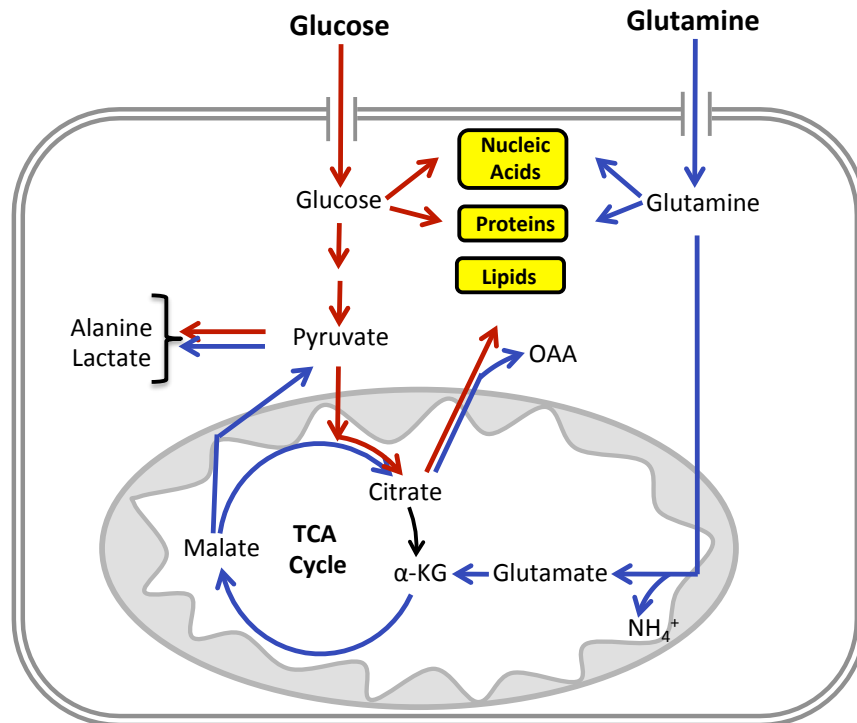 Glucose
Glutamine
Nucleic
Acids
Glucose
Proteins
Glutamine
Lipids
Alanine
Lactate
Pyruvate
OAA
Citrate
Malate
TCA
Cycle
α-KG
Glutamate
NH₄⁺